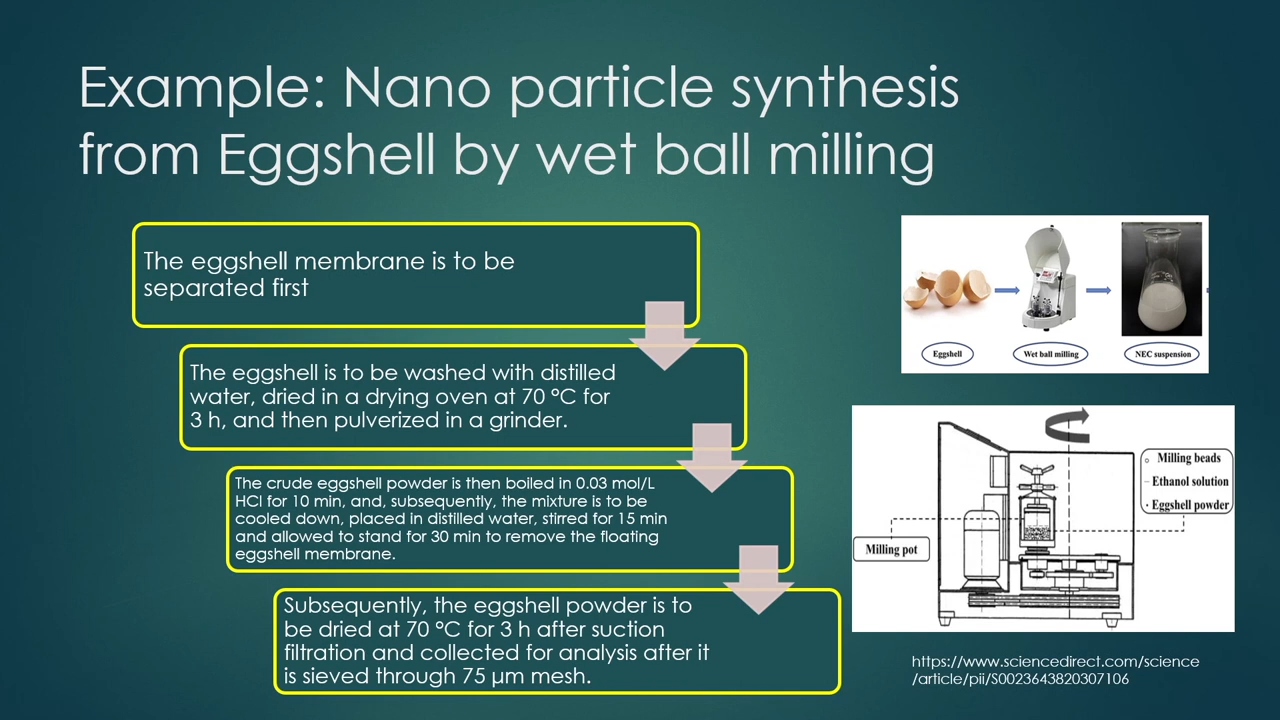 Example: Nano particle synthesis
from Eggshell by wet ball milling
The eggshell membrane is to be
separated first
The eggshell is to be washed with distilled
water, dried in a drying oven at 70 °C for
3 h, and then pulverized in a grinder.
The crude eggshell powder is then boiled in 0.03 mol/L
HCl for 10 min, and, subsequently, the mixture is to be
cooled down, placed in distilled water, stirred for 15 min
and allowed to stand for 30 min to remove the floating
eggshell membrane.
Subsequently, the eggshell powder is to
be dried at 70 °C for 3 h after suction
filtration and collected for analysis after it
is sieved through 75 µm mesh.
Eggshell
Wet ball milling
NEC suspension
Milling beads
Ethanol solution
Eggshell powder
Milling pot
https://www.sciencedirect.com/science
/article/pii/S0023643820307106